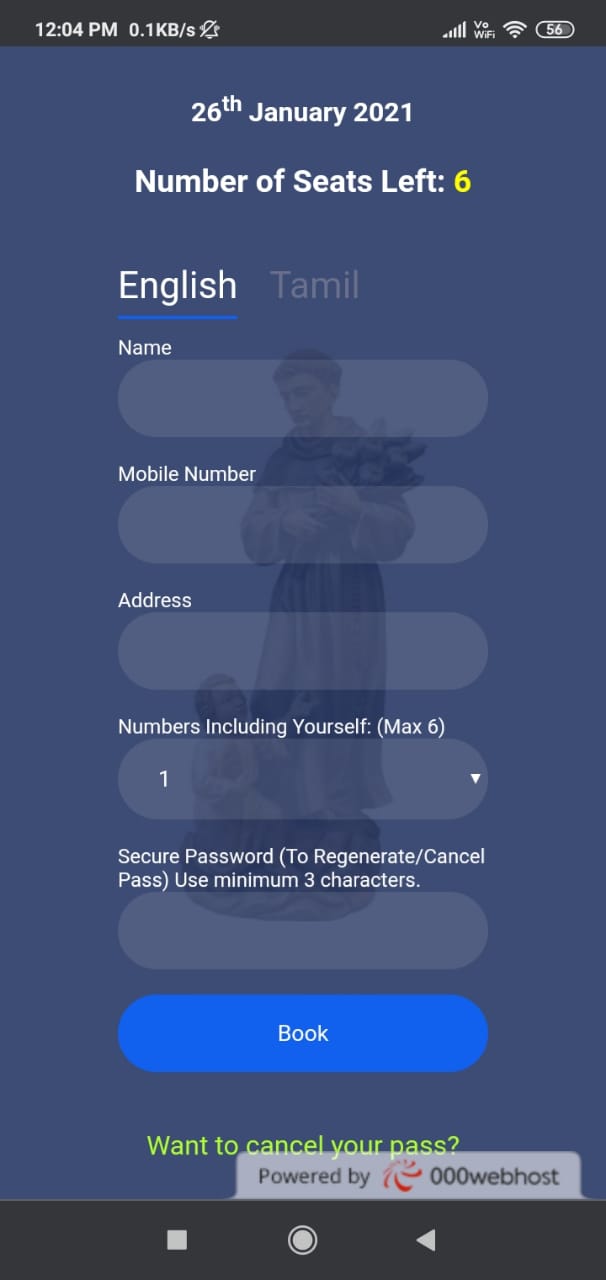 12:04 PM 0.1KB/s Vo WiFi 56
26th January 2021
Number of Seats Left: 6
English Tamil
Name
Mobile Number
Address
Numbers Including Yourself: (Max 6)
1
Secure Password (To Regenerate/Cancel
Pass) Use minimum 3 characters.
Book
Want to cancel your pass?
Powered by 000webhost